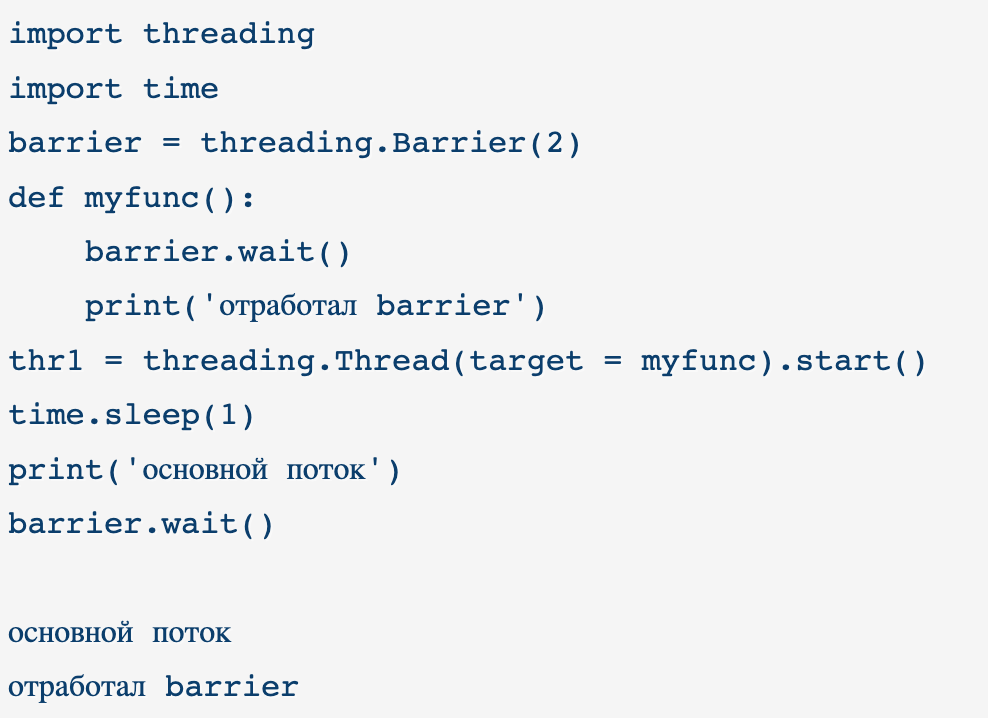 import threading
import time
barrier = threading.Barrier(2)
def myfunc():
    barrier.wait()
    print('отработал barrier')
thr1 = threading.Thread(target = myfunc).start()
time.sleep(1)
print('основной поток')
barrier.wait()

основной поток
отработал barrier